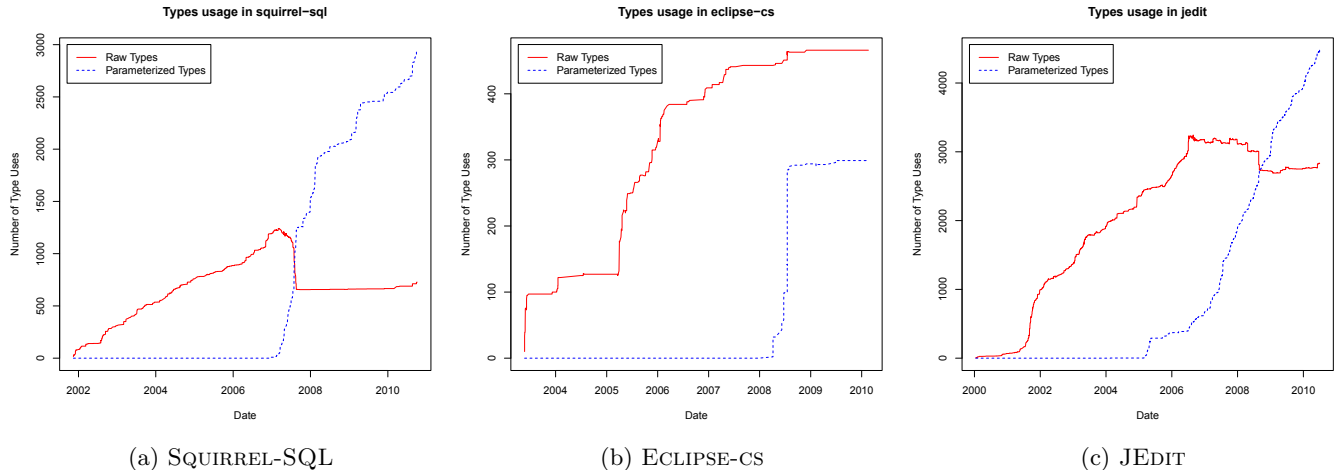 Types usage in squirrel−sql
Raw Types
Parameterized Types
Number of Type Uses
0
500
1000
1500
2000
2500
3000
2002
2004
2006
2008
2010
Date
(a) SQUIRREL-SQL
Types usage in eclipse−cs
Raw Types
Parameterized Types
Number of Type Uses
0
100
200
300
400
2004
2005
2006
2007
2008
2009
2010
Date
(b) ECLIPSE-CS
Types usage in jedit
Raw Types
Parameterized Types
Number of Type Uses
0
1000
2000
3000
4000
2000
2002
2004
2006
2008
2010
Date
(c) JEDIT